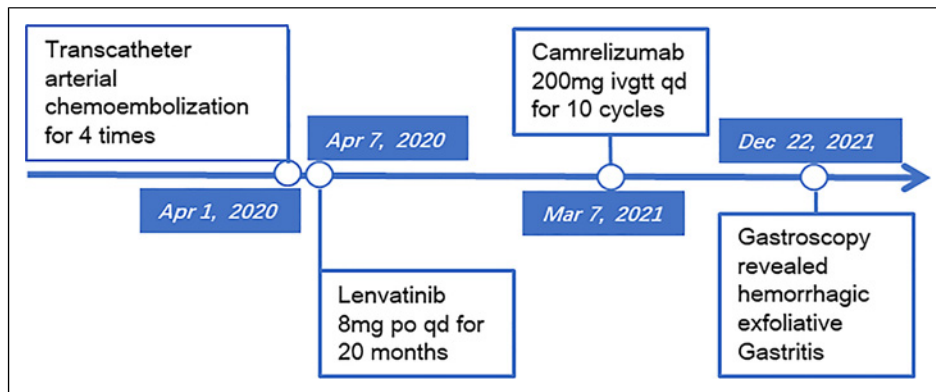 Transcatheter
arterial
chemoembolization
for 4 times
Apr 1, 2020
Apr 7, 2020
Lenvatinib
8mg po qd for
20 months
Camrelizumab
200mg ivgtt qd
for 10 cycles
Mar 7, 2021
Dec 22, 2021
Gastroscopy
revealed
hemorrhagic
exfoliative
Gastritis